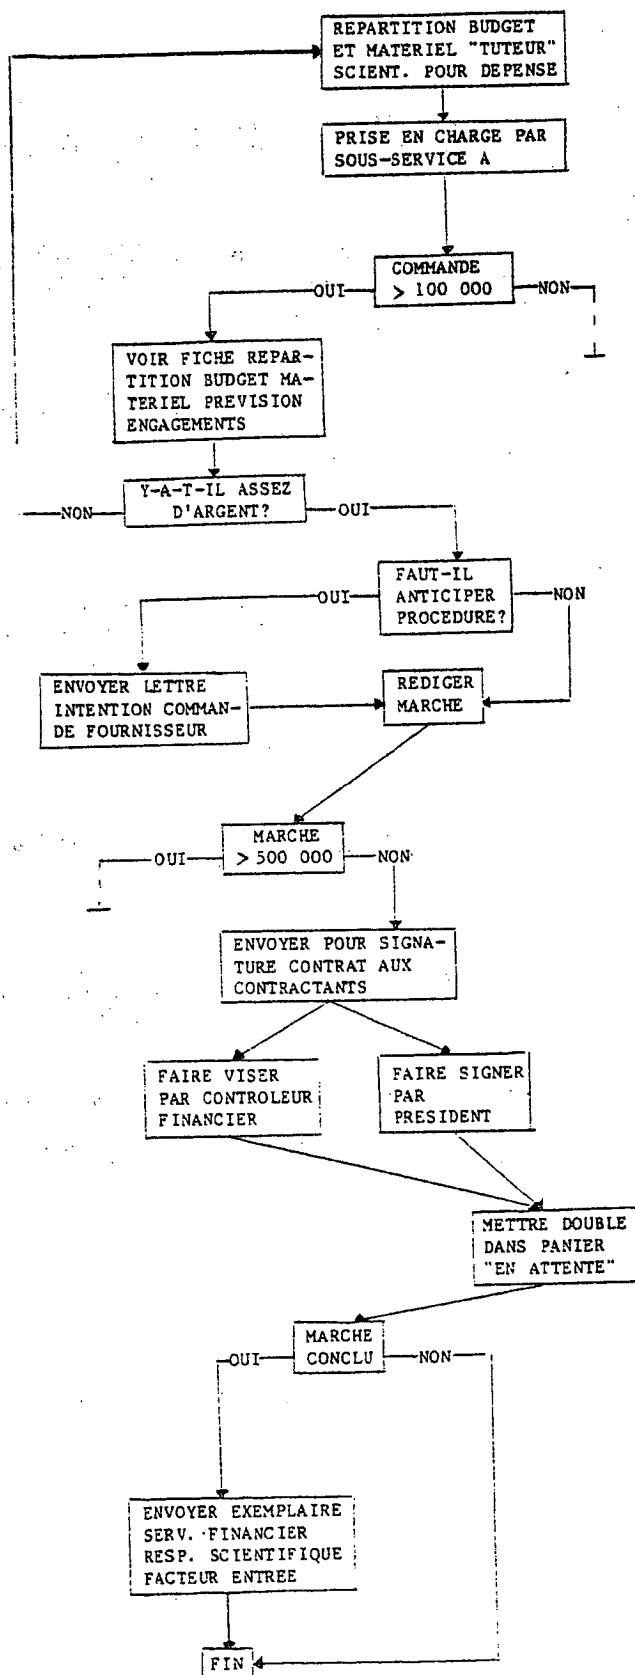 REPARTITION BUDGET
ET MATERIEL "TUTEUR"
SCIENT. POUR DEPENSE
PRISE EN CHARGE PAR
SOUS-SERVICE A
COMMANDE
> 100 000
OUI
NON
VOIR FICHE REPAR-
TITION BUDGET MA-
TERIEL PREVISION
ENGAGEMENTS
Y-A-T-IL ASSEZ
D'ARGENT?
NON
OUI
FAUT-IL
ANTICIPER
PROCEDURE?
OUI
NON
ENVOYER LETTRE
INTENTION COMMAN-
DE FOURNISSEUR
REDIGER
MARCHE
MARCHE
> 500 000
OUI
NON
ENVOYER POUR SIGNA-
TURE CONTRAT AUX
CONTRACTANTS
FAIRE VISER
PAR CONTROLEUR
FINANCIER
FAIRE SIGNER
PAR
PRESIDENT
METTRE DOUBLE
DANS PANIER
"EN ATTENTE"
MARCHE
CONCLU
OUI
NON
ENVOYER EXEMPLAIRE
SERV. FINANCIER
RESP. SCIENTIFIQUE
FACTEUR ENTREE
FIN